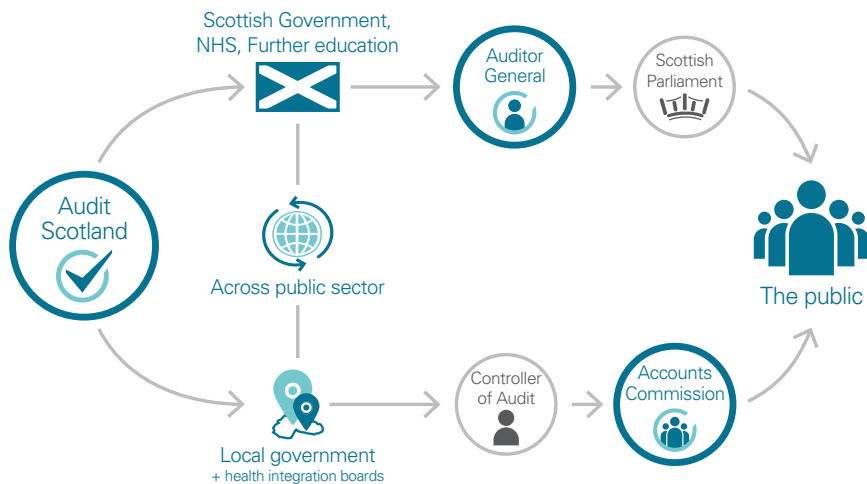 Scottish Government,
NHS, Further education
Auditor
General
Scottish
Parliament
Audit
Scotland
Across public sector
The public
Controller
of Audit
Accounts
Commission
Local government
+ health integration boards